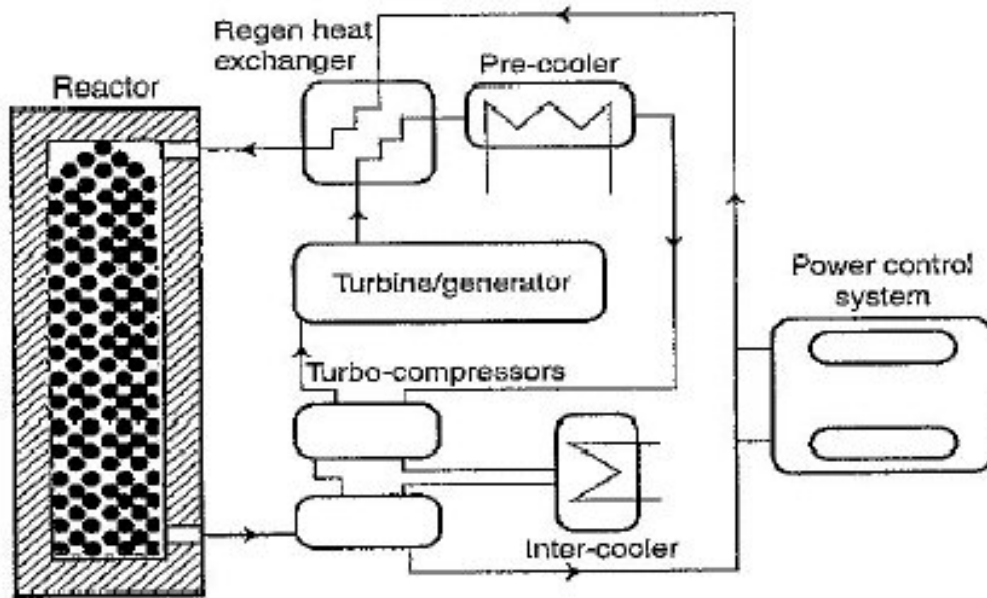 Regen heat
exchanger
Pre-cooler
Reactor
Turbine/generator
Power control
system
Turbo-compressors
Inter-cooler